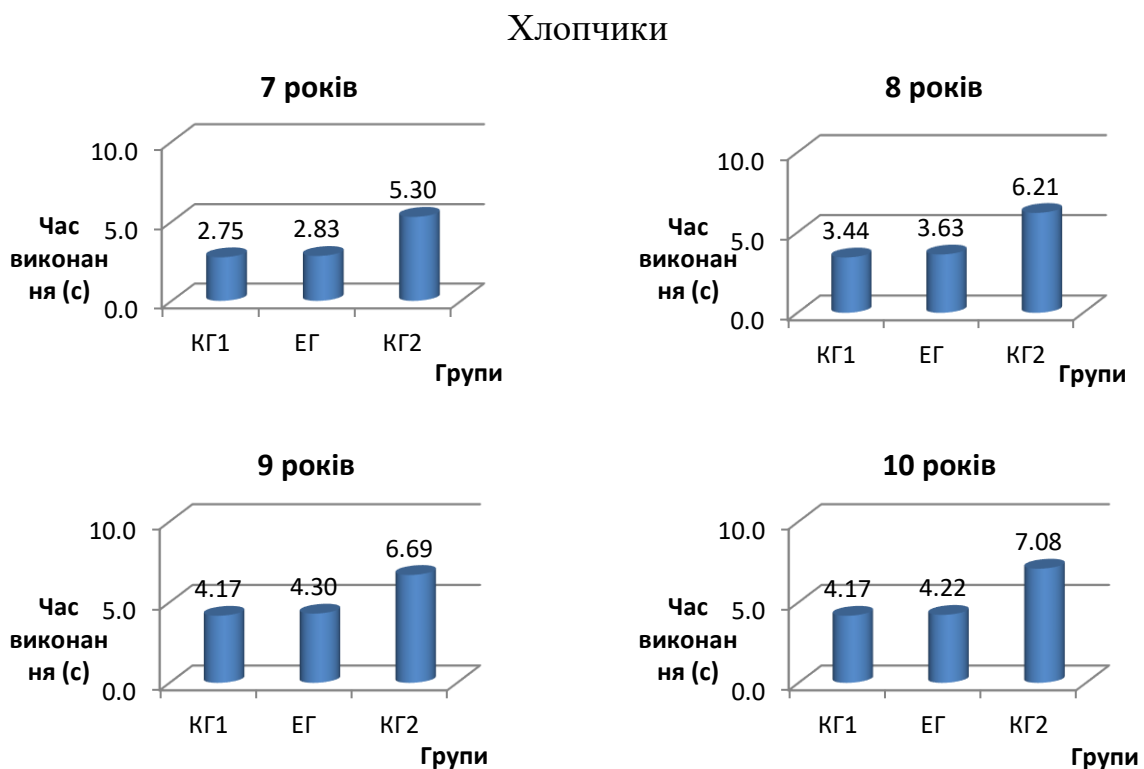 Хлопчики
7 років
10.0
5.0
0.0
Час
виконан
ня (с)
2.75
2.83
5.30
КГ1 ЕГ КГ2
Групи
8 років
10.0
5.0
0.0
Час
виконан
ня (с)
3.44
3.63
6.21
КГ1 ЕГ КГ2
Групи
9 років
10.0
5.0
0.0
Час
виконан
ня (с)
4.17
4.30
6.69
КГ1 ЕГ КГ2
Групи
10 років
10.0
5.0
0.0
Час
виконан
ня (с)
4.17
4.22
7.08
КГ1 ЕГ КГ2
Групи